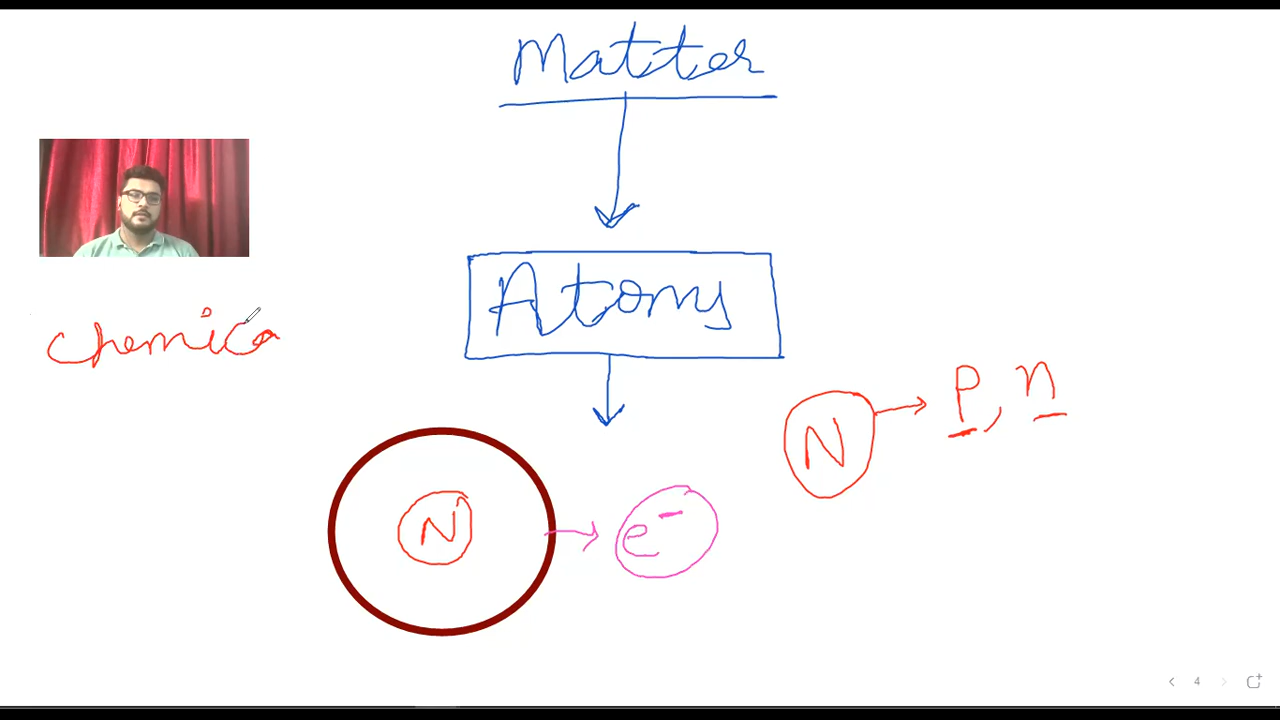 Matter
Atoms
chemica
P, n
N
N
e⁻
4